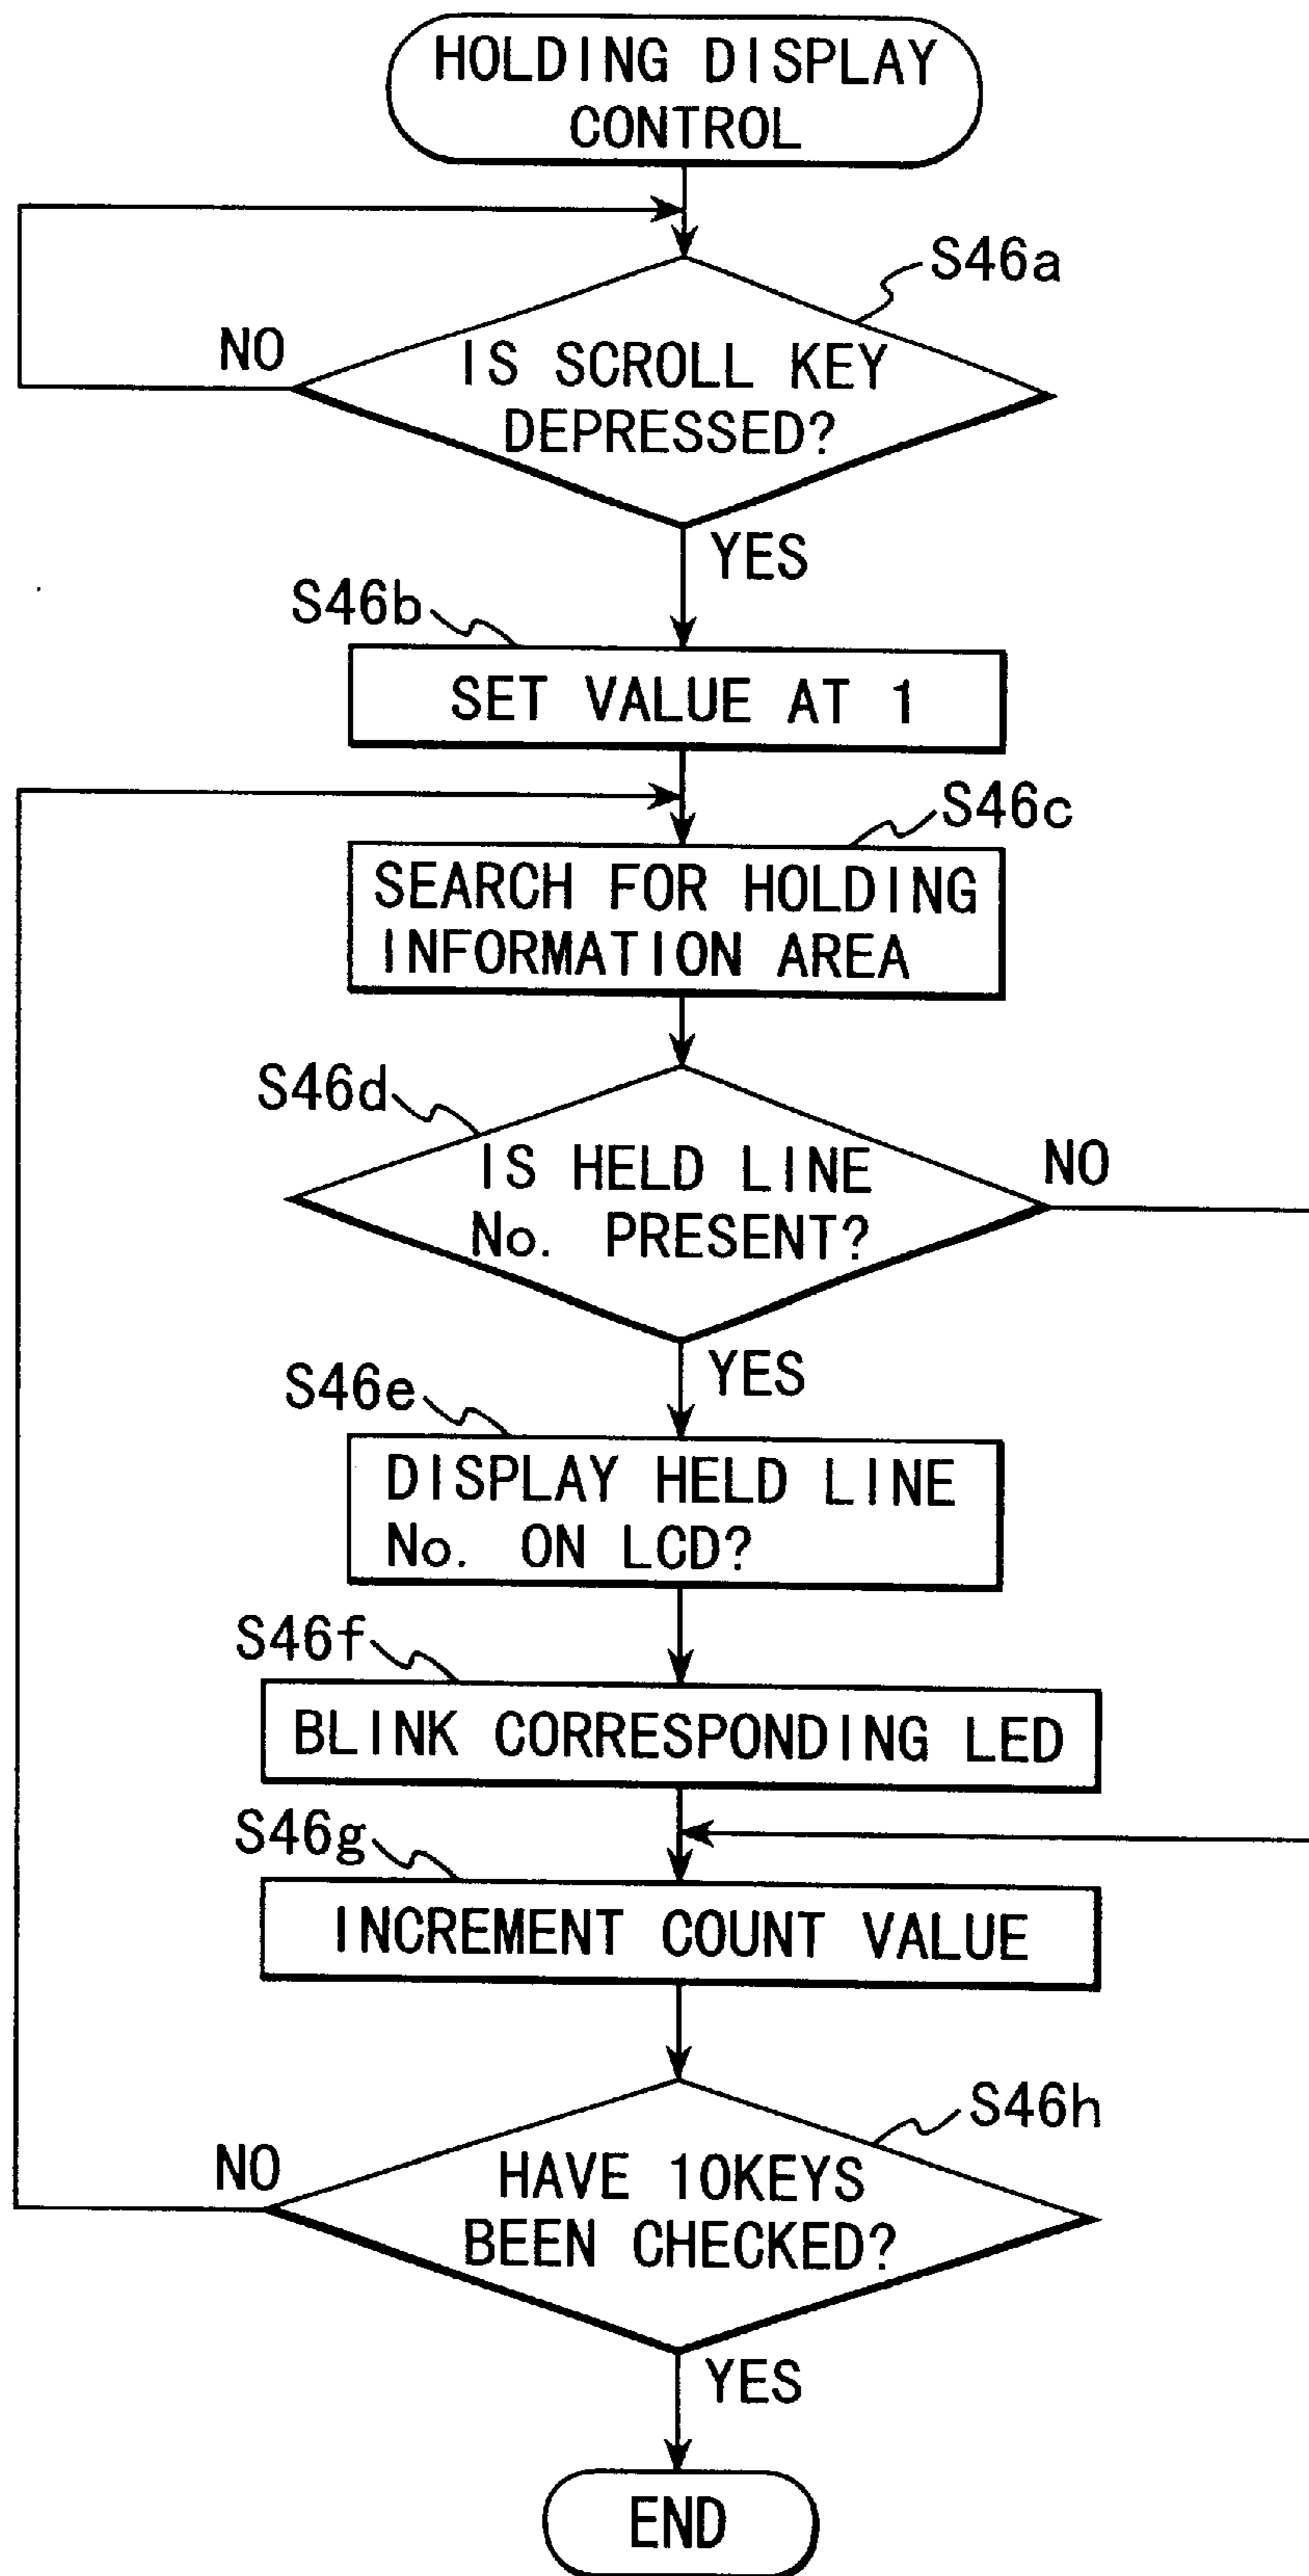 HOLDING DISPLAY
CONTROL
S46a
NO
IS SCROLL KEY
DEPRESSED?
YES
S46b
SET VALUE AT 1
S46c
SEARCH FOR HOLDING
INFORMATION AREA
S46d
NO
IS HELD LINE
No. PRESENT?
YES
S46e
DISPLAY HELD LINE
No. ON LCD?
S46f
BLINK CORRESPONDING LED
S46g
INCREMENT COUNT VALUE
S46h
NO
HAVE 10KEYS
BEEN CHECKED?
YES
END